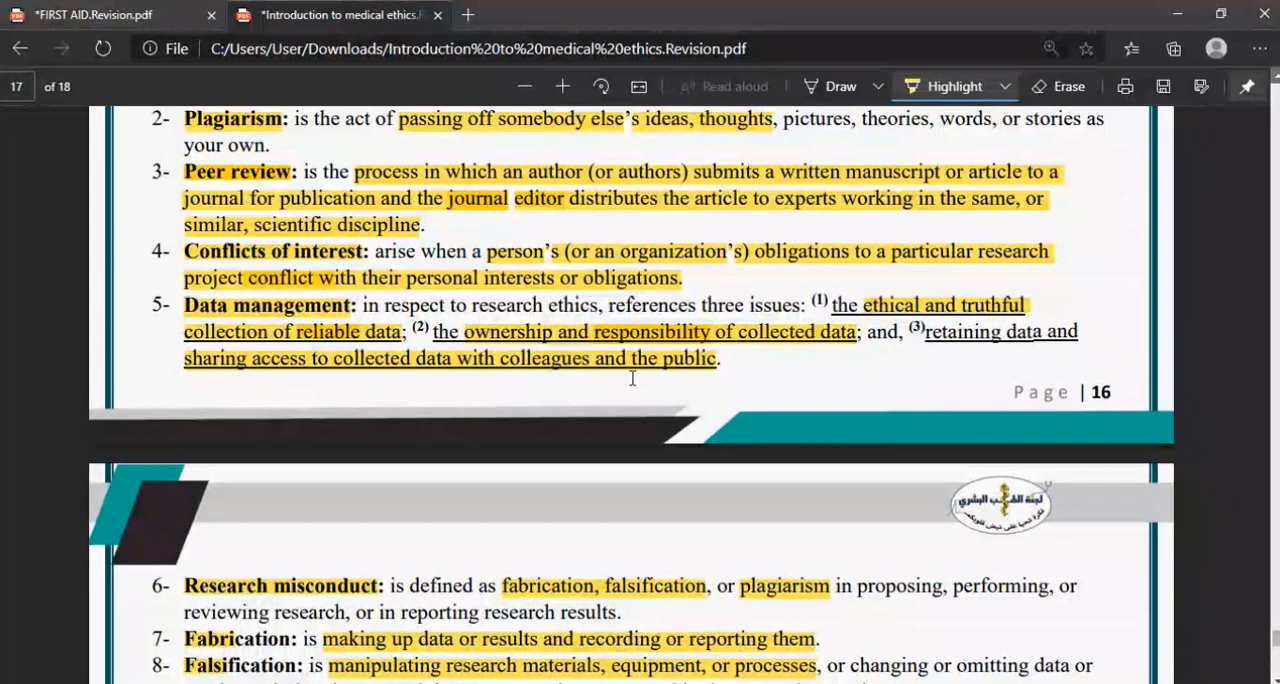 *FIRST AID.Revision.pdf
*Introduction to medical ethics.R
File C:/Users/User/Downloads/Introduction%20to%20medical%20ethics.Revision.pdf
17 of 18 Read aloud Draw Highlight Erase
2- Plagiarism: is the act of passing off somebody else's ideas, thoughts, pictures, theories, words, or stories as
your own.
3- Peer review: is the process in which an author (or authors) submits a written manuscript or article to a
journal for publication and the journal editor distributes the article to experts working in the same, or
similar, scientific discipline.
4- Conflicts of interest: arise when a person's (or an organization's) obligations to a particular research
project conflict with their personal interests or obligations.
5- Data management: in respect to research ethics, references three issues: (1) the ethical and truthful
collection of reliable data; (2) the ownership and responsibility of collected data; and, (3)retaining data and
sharing access to collected data with colleagues and the public.
Page | 16
لجنة الطب البشري
6- Research misconduct: is defined as fabrication, falsification, or plagiarism in proposing, performing, or
reviewing research, or in reporting research results.
7- Fabrication: is making up data or results and recording or reporting them.
8- Falsification: is manipulating research materials, equipment, or processes, or changing or omitting data or